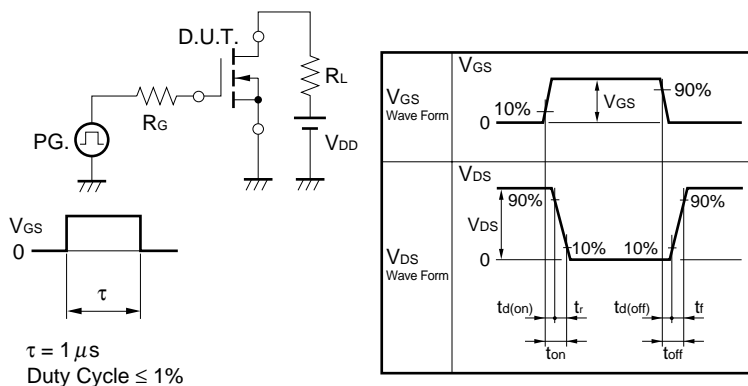 D.U.T.
RL
RG
VDD
PG.
VGS
0
τ
τ = 1 μs
Duty Cycle ≤ 1%
VGS
Wave Form
VGS
10%
VGS
90%
0
VDS
Wave Form
VDS
90%
VDS
10%
0
10%
90%
td(on)
tr
td(off)
tf
ton
toff